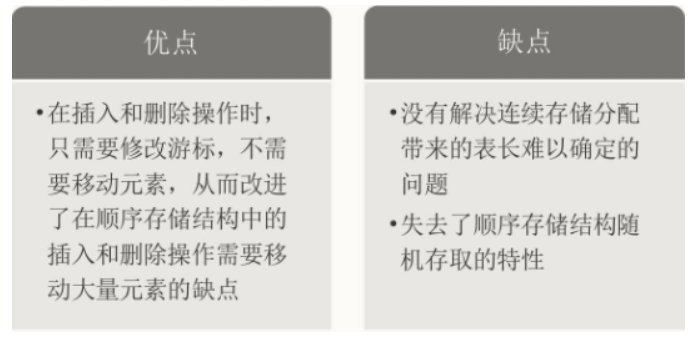 优点
•在插入和删除操作时，
只需要修改游标，不需
要移动元素，从而改进
了在顺序存储结构中的
插入和删除操作需要移
动大量元素的缺点
缺点
•没有解决连续存储分配
带来的表长难以确定的
问题
•失去了顺序存储结构随
机存取的特性